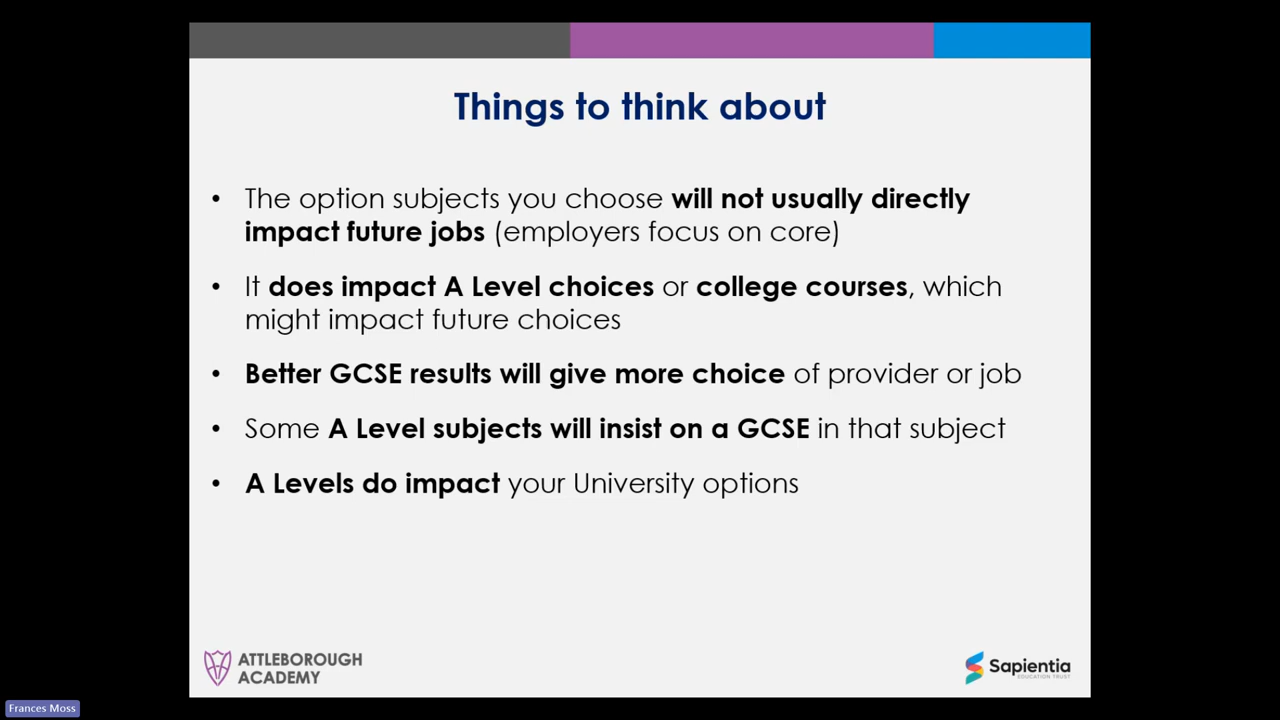 Things to think about
• The option subjects you choose will not usually directly
impact future jobs (employers focus on core)
• It does impact A Level choices or college courses, which
might impact future choices
• Better GCSE results will give more choice of provider or job
• Some A Level subjects will insist on a GCSE in that subject
• A Levels do impact your University options
ATTLEBOROUGH
ACADEMY
Sapientia
EDUCATION TRUST
Frances Moss